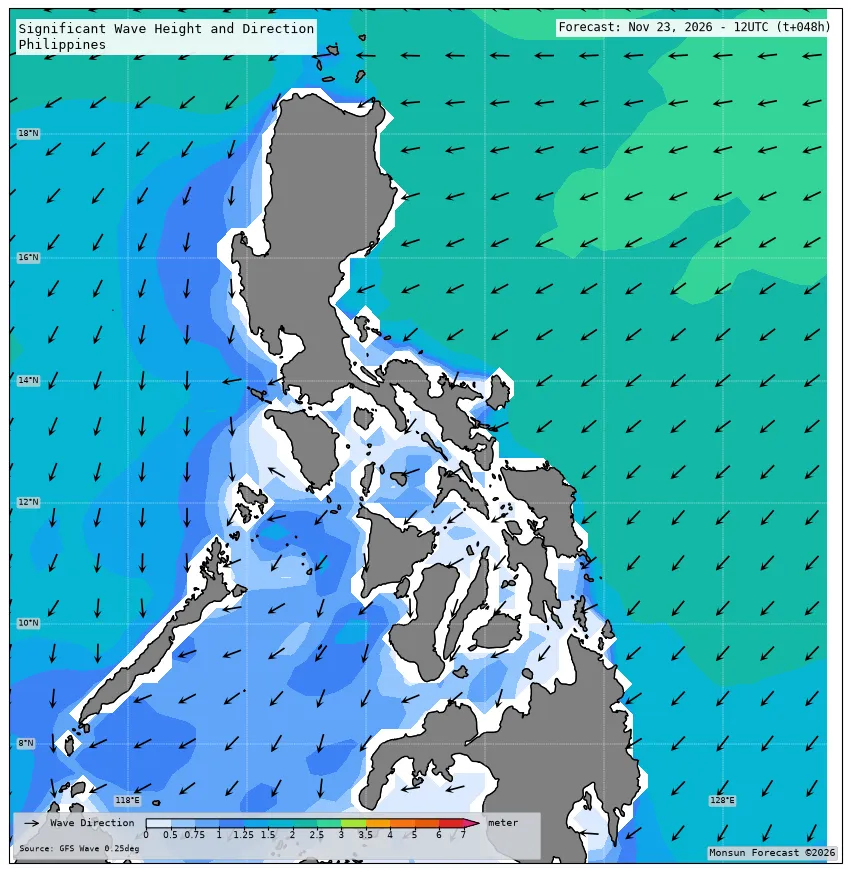 Significant Wave Height and Direction
Philippines
Forecast: Nov 23, 2026 - 12UTC (t+048h)
18°N
16°N
14°N
12°N
10°N
8°N
118°E
128°E
Wave Direction
0 0.5 0.75 1 1.25 1.5 2 2.5 3 3.5 4 5 6 7
meter
Source: GFS Wave 0.25deg
Monsun Forecast ©2026